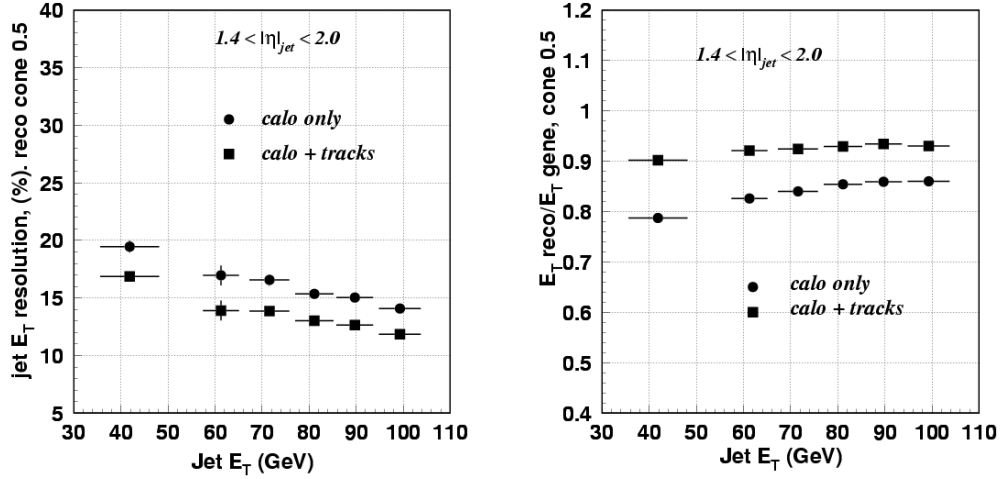 jet E_T resolution, (%). reco cone 0.5
40
35
30
25
20
15
10
5
1.4 < |η|_jet < 2.0
calo only
calo + tracks
30 40 50 60 70 80 90 100 110
Jet E_T (GeV)
E_T reco/E_T gene, cone 0.5
1.2
1.1
1
0.9
0.8
0.7
0.6
0.5
0.4
1.4 < |η|_jet < 2.0
calo only
calo + tracks
30 40 50 60 70 80 90 100 110
Jet E_T (GeV)